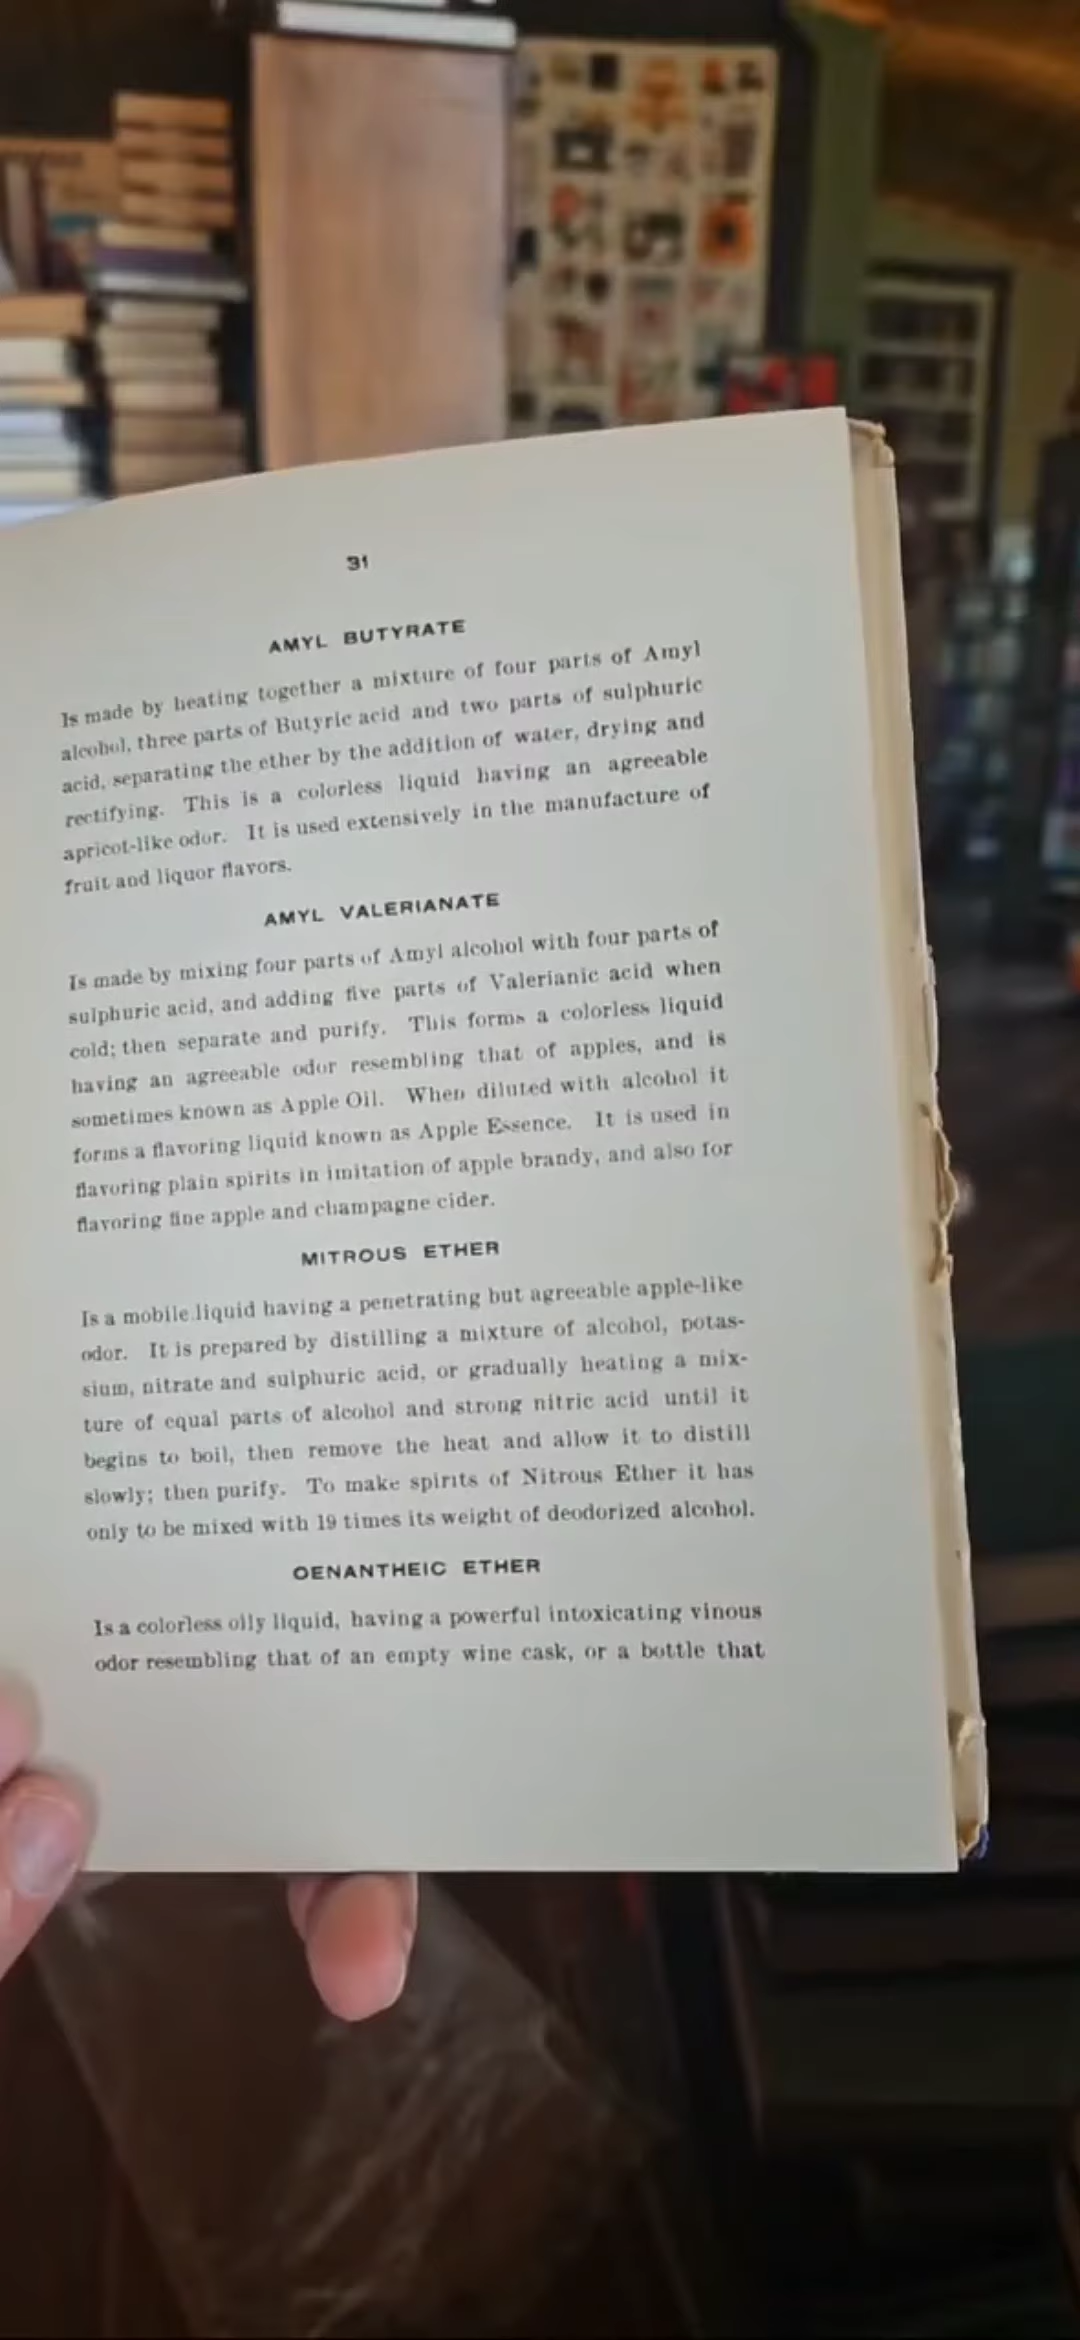 31
AMYL BUTYRATE
Is made by heating together a mixture of four parts of Amyl
alcohol, three parts of Butyric acid and two parts of sulphuric
acid, separating the ether by the addition of water, drying and
rectifying. This is a colorless liquid having an agreeable
apricot-like odor. It is used extensively in the manufacture of
fruit and liquor flavors.
AMYL VALERIANATE
Is made by mixing four parts of Amyl alcohol with four parts of
sulphuric acid, and adding five parts of Valerianic acid when
cold; then separate and purify. This forms a colorless liquid
having an agreeable odor resembling that of apples, and is
sometimes known as Apple Oil. When diluted with alcohol it
forms a flavoring liquid known as Apple Essence. It is used in
flavoring plain spirits in imitation of apple brandy, and also for
flavoring fine apple and champagne cider.
MITROUS ETHER
Is a mobile liquid having a penetrating but agreeable apple-like
odor. It is prepared by distilling a mixture of alcohol, potas-
sium, nitrate and sulphuric acid, or gradually heating a mix-
ture of equal parts of alcohol and strong nitric acid until it
begins to boil, then remove the heat and allow it to distill
slowly; then purify. To make spirits of Nitrous Ether it has
only to be mixed with 19 times its weight of deodorized alcohol.
OENANTHEIC ETHER
Is a colorless oily liquid, having a powerful intoxicating vinous
odor resembling that of an empty wine cask, or a bottle that